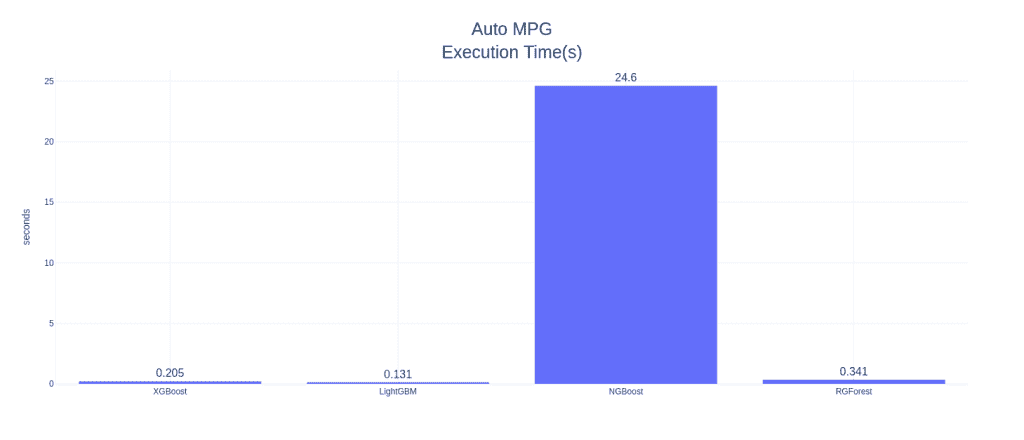 Auto MPG
Execution Time(s)
25
20
15
10
5
0
seconds
0.205
0.131
24.6
0.341
XGBoost
LightGBM
NGBoost
RGForest